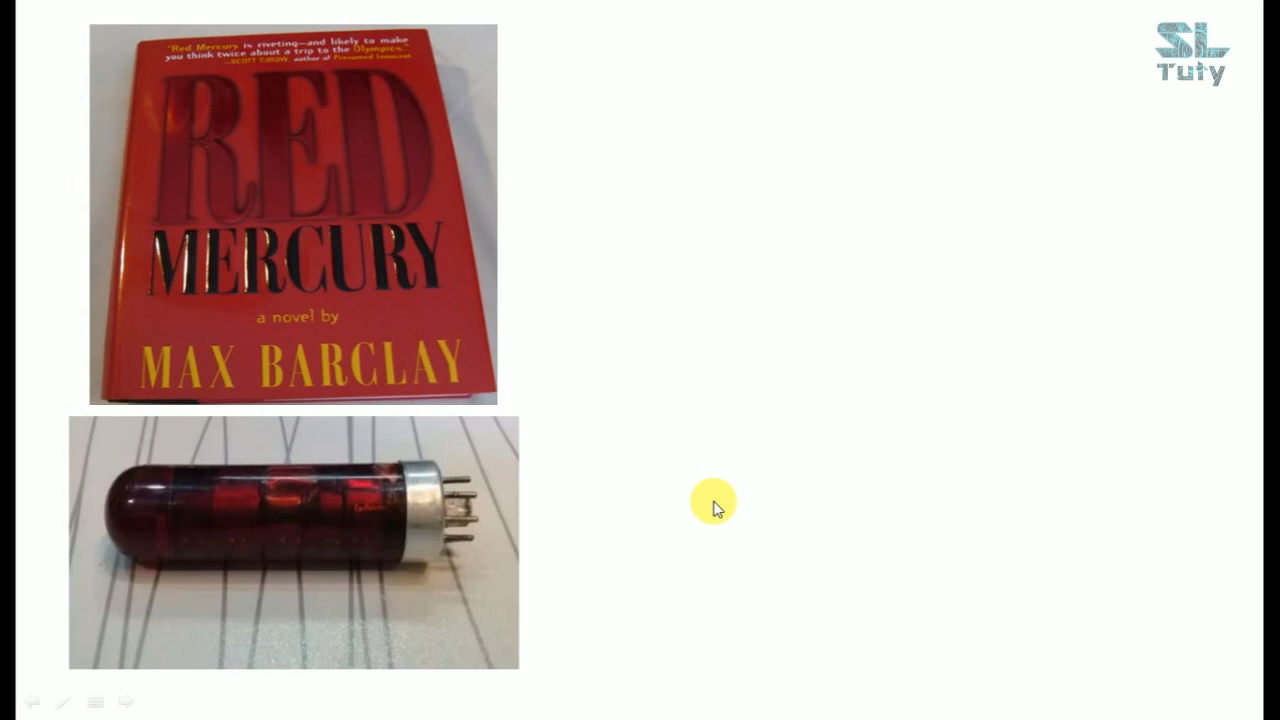 "Red Mercury is riveting—and likely to make
you think twice about a trip to the Olympics."
—SCOTT TUROW, author of Presumed Innocent
RED
MERCURY
a novel by
MAX BARCLAY
SL
Tuty